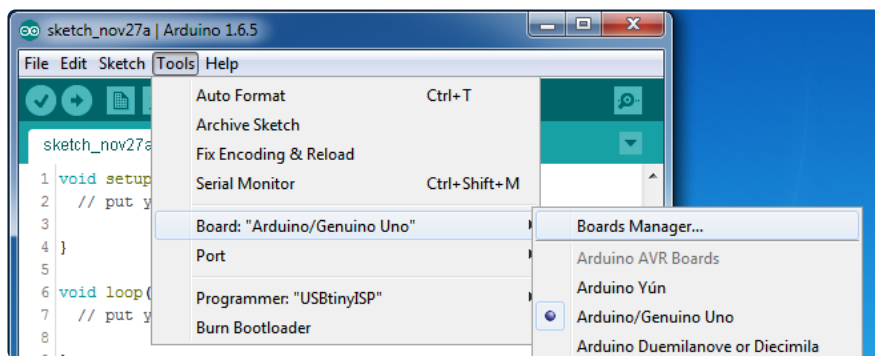 sketch_nov27a | Arduino 1.6.5
File Edit Sketch Tools Help
Auto Format Ctrl+T
Archive Sketch
sketch_nov27a
Fix Encoding & Reload
1 void setup
Serial Monitor Ctrl+Shift+M
2 // put y
3
Board: "Arduino/Genuino Uno"
Boards Manager...
4 }
Port
Arduino AVR Boards
5
Arduino Yún
6 void loop(
Programmer: "USBtinyISP"
Arduino/Genuino Uno
7 // put y
Burn Bootloader
8
Arduino Duemilanove or Diecimila